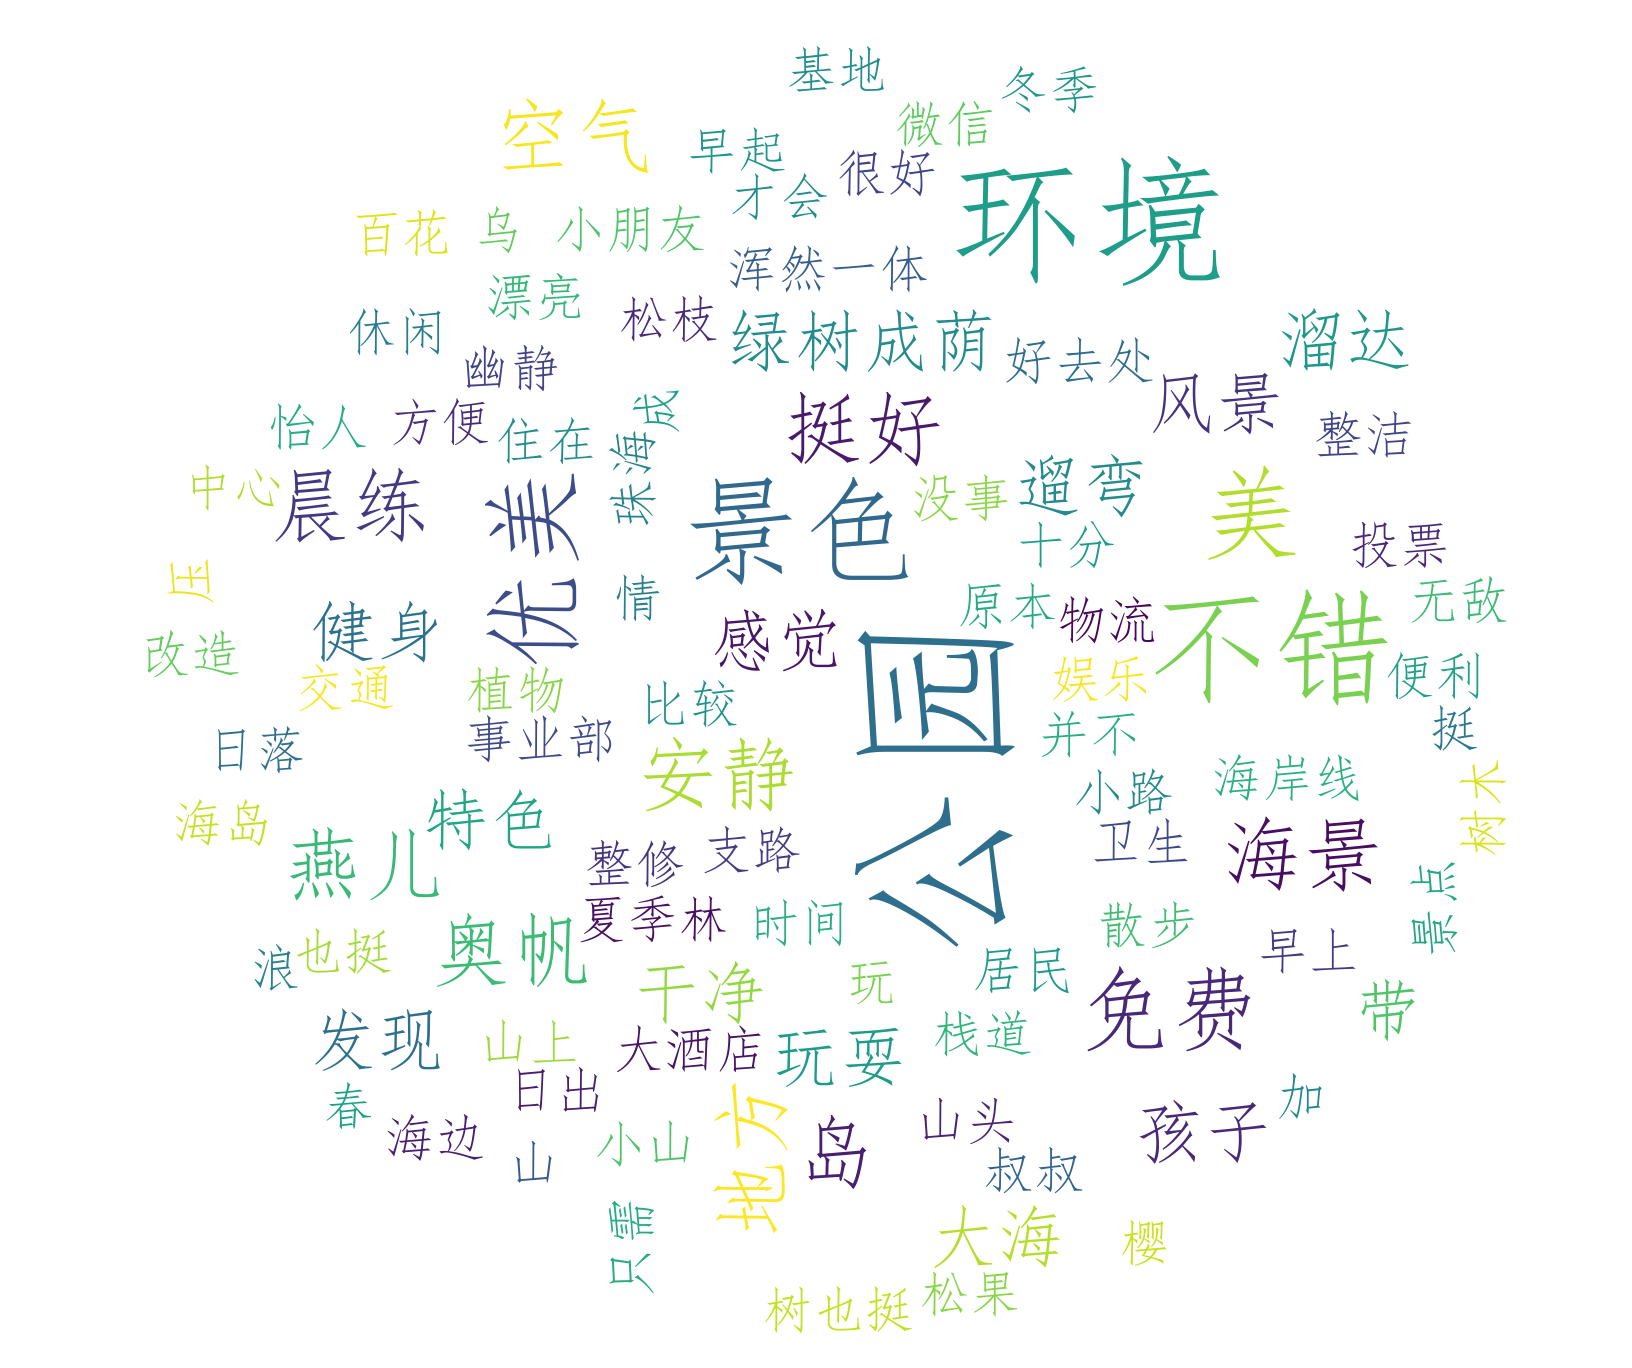 基地
冬季
微信
空气
早起
很好
才会
环境
百花
乌
小朋友
浑然一体
漂亮
松枝
休闲
绿树成荫
好去处
溜达
幽静
风景
怡人
方便
住在
成
挺好
整洁
珠海
中心
晨练
优美
景色
没事
遛弯
美
十分
投票
压
情
原本
物流
不错
无敌
改造
健身
感觉
公园
交通
植物
比较
娱乐
便利
日落
事业部
安静
并不
挺
海岛
特色
小路
海岸线
树木
燕儿
整修
支路
卫生
海景
景点
夏季林
时间
散步
浪
也挺
奥帆
干净
玩
居民
早上
发现
山上
大酒店
玩耍
栈道
免费
带
春
日出
地方
加
海边
山
小山
岛
山头
孩子
叔叔
只需
大海
樱
树也挺
松果